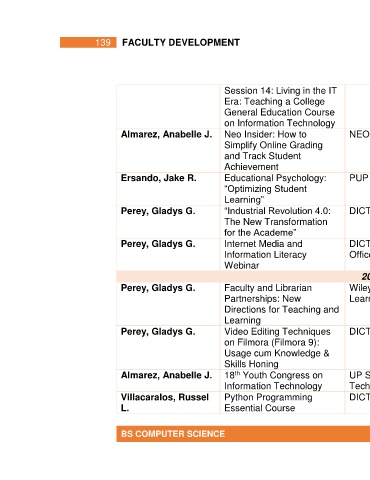 139 FACULTY DEVELOPMENT
Session 14: Living in the IT
Era: Teaching a College
General Education Course
on Information Technology
Almarez, Anabelle J. Neo Insider: How to NEO
Simplify Online Grading
and Track Student
Achievement
Ersando, Jake R. Educational Psychology: PUP
“Optimizing Student
Learning”
Perey, Gladys G. “Industrial Revolution 4.0: DICT
The New Transformation
for the Academe”
Perey, Gladys G. Internet Media and DICT
Information Literacy Office
Webinar
20
Perey, Gladys G. Faculty and Librarian Wiley
Partnerships: New Learn
Directions for Teaching and
Learning
Perey, Gladys G. Video Editing Techniques DICT
on Filmora (Filmora 9):
Usage cum Knowledge &
Skills Honing
Almarez, Anabelle J. 18th Youth Congress on UP S
Information Technology Tech
Villacaralos, Russel Python Programming DICT
L. Essential Course
BS COMPUTER SCIENCE